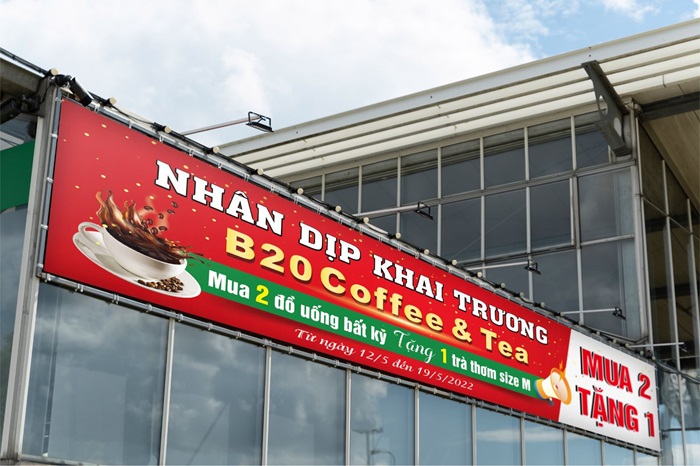 NHÂN DỊP KHAI TRƯƠNG
B20 Coffee & Tea
Mua 2 đồ uống bất kỳ Tặng 1 trà thơm size M
Từ ngày 12/5 đến 19/5/2022
MUA 2
TẶNG 1